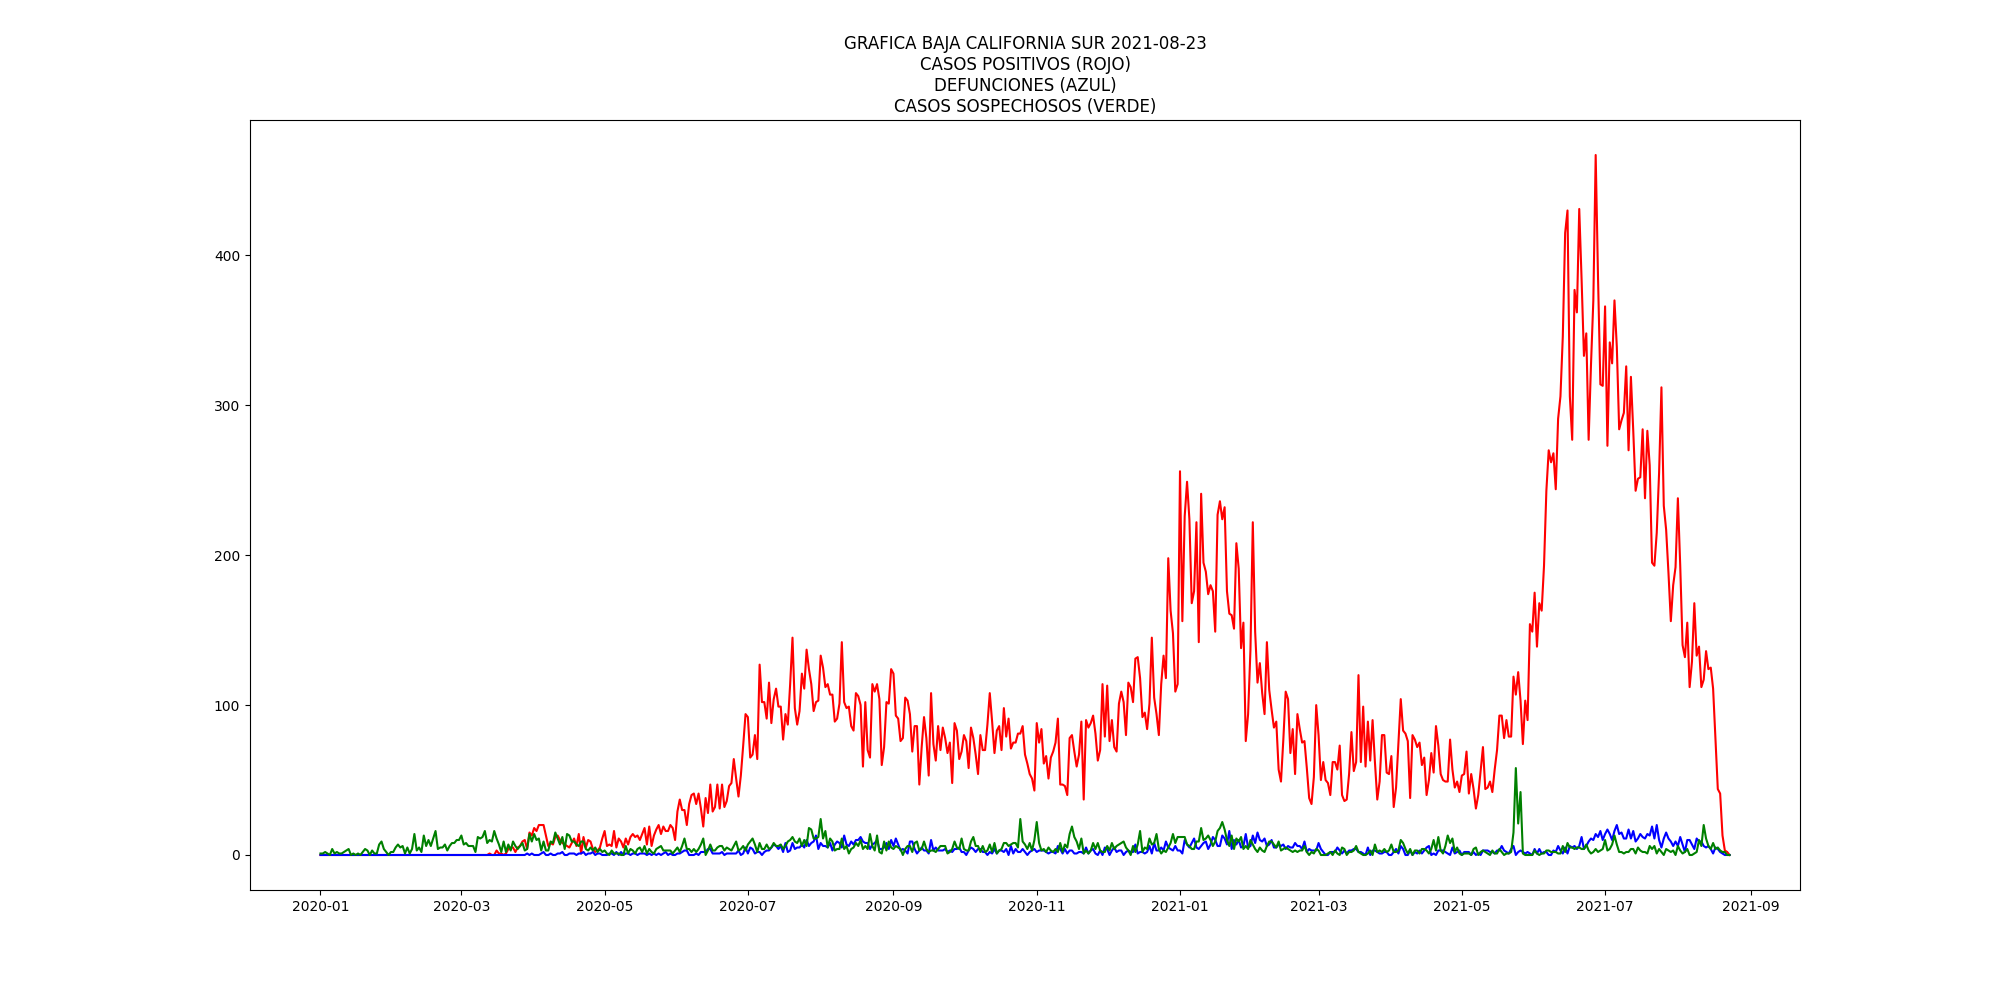 GRAFICA BAJA CALIFORNIA SUR 2021-08-23
CASOS POSITIVOS (ROJO)
DEFUNCIONES (AZUL)
CASOS SOSPECHOSOS (VERDE)
400
300
200
100
0
2020-01 2020-03 2020-05 2020-07 2020-09 2020-11 2021-01 2021-03 2021-05 2021-07 2021-09